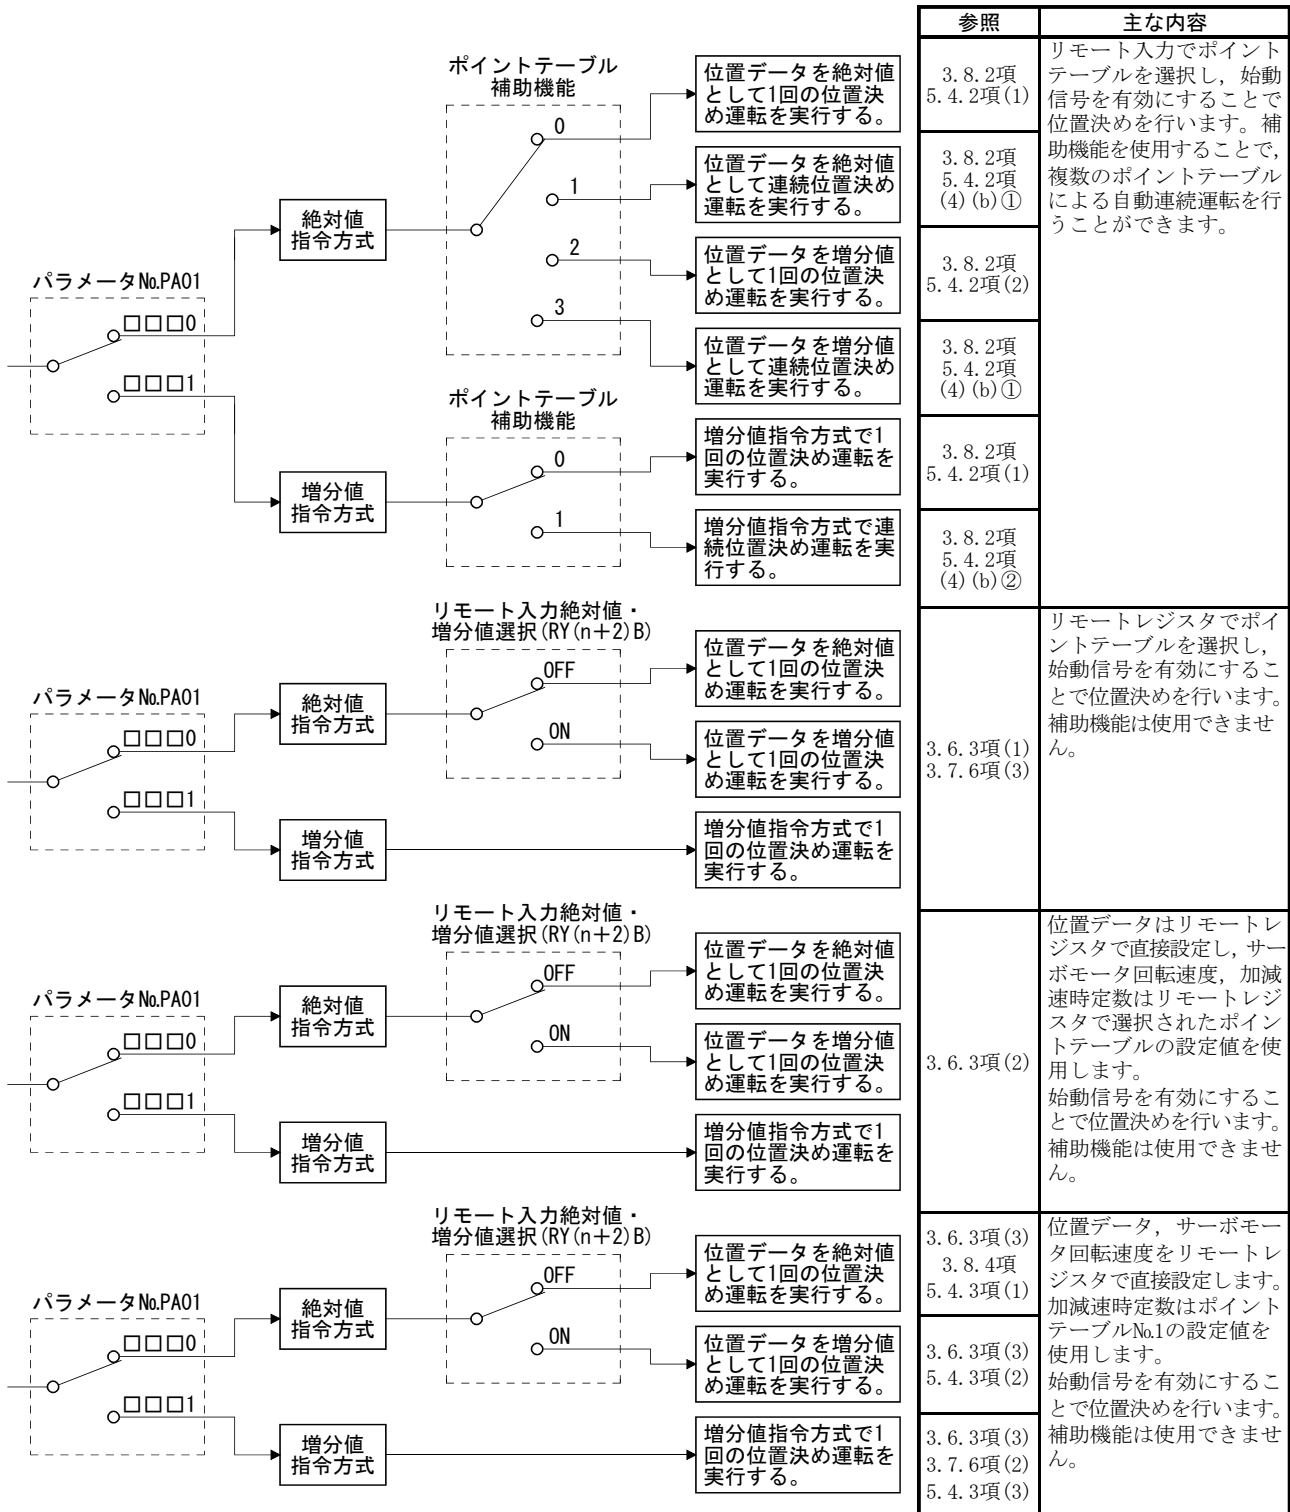 参照
主な内容
ポイントテーブル
補助機能
0
1
2
3
パラメータ№PA01
□□□0
□□□1
絶対値
指令方式
位置データを絶対値
として1回の位置決
め運転を実行する。
位置データを絶対値
として連続位置決め
運転を実行する。
位置データを増分値
として1回の位置決
め運転を実行する。
位置データを増分値
として連続位置決め
運転を実行する。
3.8.2項
5.4.2項(1)
3.8.2項
5.4.2項
(4)(b)①
3.8.2項
5.4.2項(2)
3.8.2項
5.4.2項
(4)(b)①
リモート入力でポイント
テーブルを選択し，始動
信号を有効にすることで
位置決めを行います。補
助機能を使用することで，
複数のポイントテーブル
による自動連続運転を行
うことができます。
ポイントテーブル
補助機能
0
1
増分値
指令方式
増分値指令方式で1
回の位置決め運転を
実行する。
増分値指令方式で連
続位置決め運転を実
行する。
3.8.2項
5.4.2項(1)
3.8.2項
5.4.2項
(4)(b)②
リモート入力絶対値・
増分値選択(RY(n＋2)B)
OFF
ON
パラメータ№PA01
□□□0
□□□1
絶対値
指令方式
増分値
指令方式
位置データを絶対値
として1回の位置決
め運転を実行する。
位置データを増分値
として1回の位置決
め運転を実行する。
増分値指令方式で1
回の位置決め運転を
実行する。
3.6.3項(1)
3.7.6項(3)
リモートレジスタでポイ
ントテーブルを選択し，
始動信号を有効にするこ
とで位置決めを行います。
補助機能は使用できませ
ん。
リモート入力絶対値・
増分値選択(RY(n＋2)B)
OFF
ON
パラメータ№PA01
□□□0
□□□1
絶対値
指令方式
増分値
指令方式
位置データを絶対値
として1回の位置決
め運転を実行する。
位置データを増分値
として1回の位置決
め運転を実行する。
増分値指令方式で1
回の位置決め運転を
実行する。
3.6.3項(2)
位置データはリモートレ
ジスタで直接設定し，サー
ボモータ回転速度，加減
速時定数はリモートレジ
スタで選択されたポイン
トテーブルの設定値を使
用します。
始動信号を有効にするこ
とで位置決めを行います。
補助機能は使用できませ
ん。
リモート入力絶対値・
増分値選択(RY(n＋2)B)
OFF
ON
パラメータ№PA01
□□□0
□□□1
絶対値
指令方式
増分値
指令方式
位置データを絶対値
として1回の位置決
め運転を実行する。
位置データを増分値
として1回の位置決
め運転を実行する。
増分値指令方式で1
回の位置決め運転を
実行する。
3.6.3項(3)
3.8.4項
5.4.3項(1)
3.6.3項(3)
5.4.3項(2)
3.6.3項(3)
3.7.6項(2)
5.4.3項(3)
位置データ，サーボモー
タ回転速度をリモートレ
ジスタで直接設定します。
加減速時定数はポイント
テーブル№1の設定値を
使用します。
始動信号を有効にするこ
とで位置決めを行います。
補助機能は使用できませ
ん。